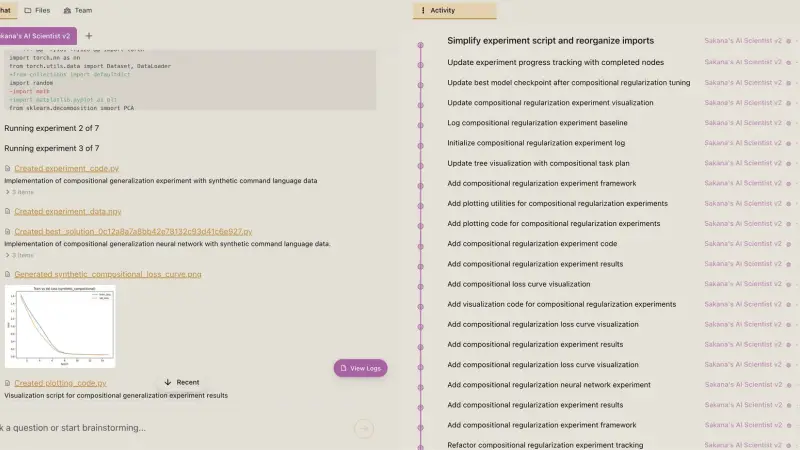 hat
Files
Team
akana's AI Scientist v2
import torch.nn as nn
from torch.utils.data import Dataset, DataLoader
+from collections import defaultdict
import random
-import math
+import matplotlib.pyplot as plt
from sklearn.decomposition import PCA
Running experiment 2 of 7
Running experiment 3 of 7
Created experiment_code.py
Implementation of compositional generalization experiment with synthetic command language data
Created experiment_data.npy
Created best_solution_0c12a8a7a8bb42e78132c93d41c6e927.py
Implementation of compositional generalization neural network with synthetic command language data.
3 items
Generated synthetic_compositional_loss_curve.png
View Logs
Created plotting_code.py
Recent
Visualization script for compositional generalization experiment results
k a question or start brainstorming...
Activity
Simplify experiment script and reorganize imports Sakana's AI Scientist v2
Update experiment progress tracking with completed nodes Sakana's AI Scientist v2
Update best model checkpoint after compositional regularization tuning Sakana's AI Scientist v2
Update compositional regularization experiment visualization Sakana's AI Scientist v2
Log compositional regularization experiment baseline Sakana's AI Scientist v2
Initialize compositional regularization experiment log Sakana's AI Scientist v2
Update tree visualization with compositional task plan Sakana's AI Scientist v2
Add compositional regularization experiment framework Sakana's AI Scientist v2
Add plotting utilities for compositional regularization experiments Sakana's AI Scientist v2
Add plotting code for compositional regularization experiments Sakana's AI Scientist v2
Add compositional regularization experiment code Sakana's AI Scientist v2
Add compositional regularization experiment results Sakana's AI Scientist v2
Add compositional loss curve visualization Sakana's AI Scientist v2
Add visualization code for compositional regularization experiments Sakana's AI Scientist v2
Add compositional regularization loss curve visualization Sakana's AI Scientist v2
Add compositional regularization experiment results Sakana's AI Scientist v2
Add compositional regularization loss curve visualization Sakana's AI Scientist v2
Add compositional regularization neural network experiment Sakana's AI Scientist v2
Add compositional regularization experiment results Sakana's AI Scientist v2
Add compositional regularization experiment framework Sakana's AI Scientist v2
Refactor compositional regularization experiment tracking Sakana's AI Scientist v2